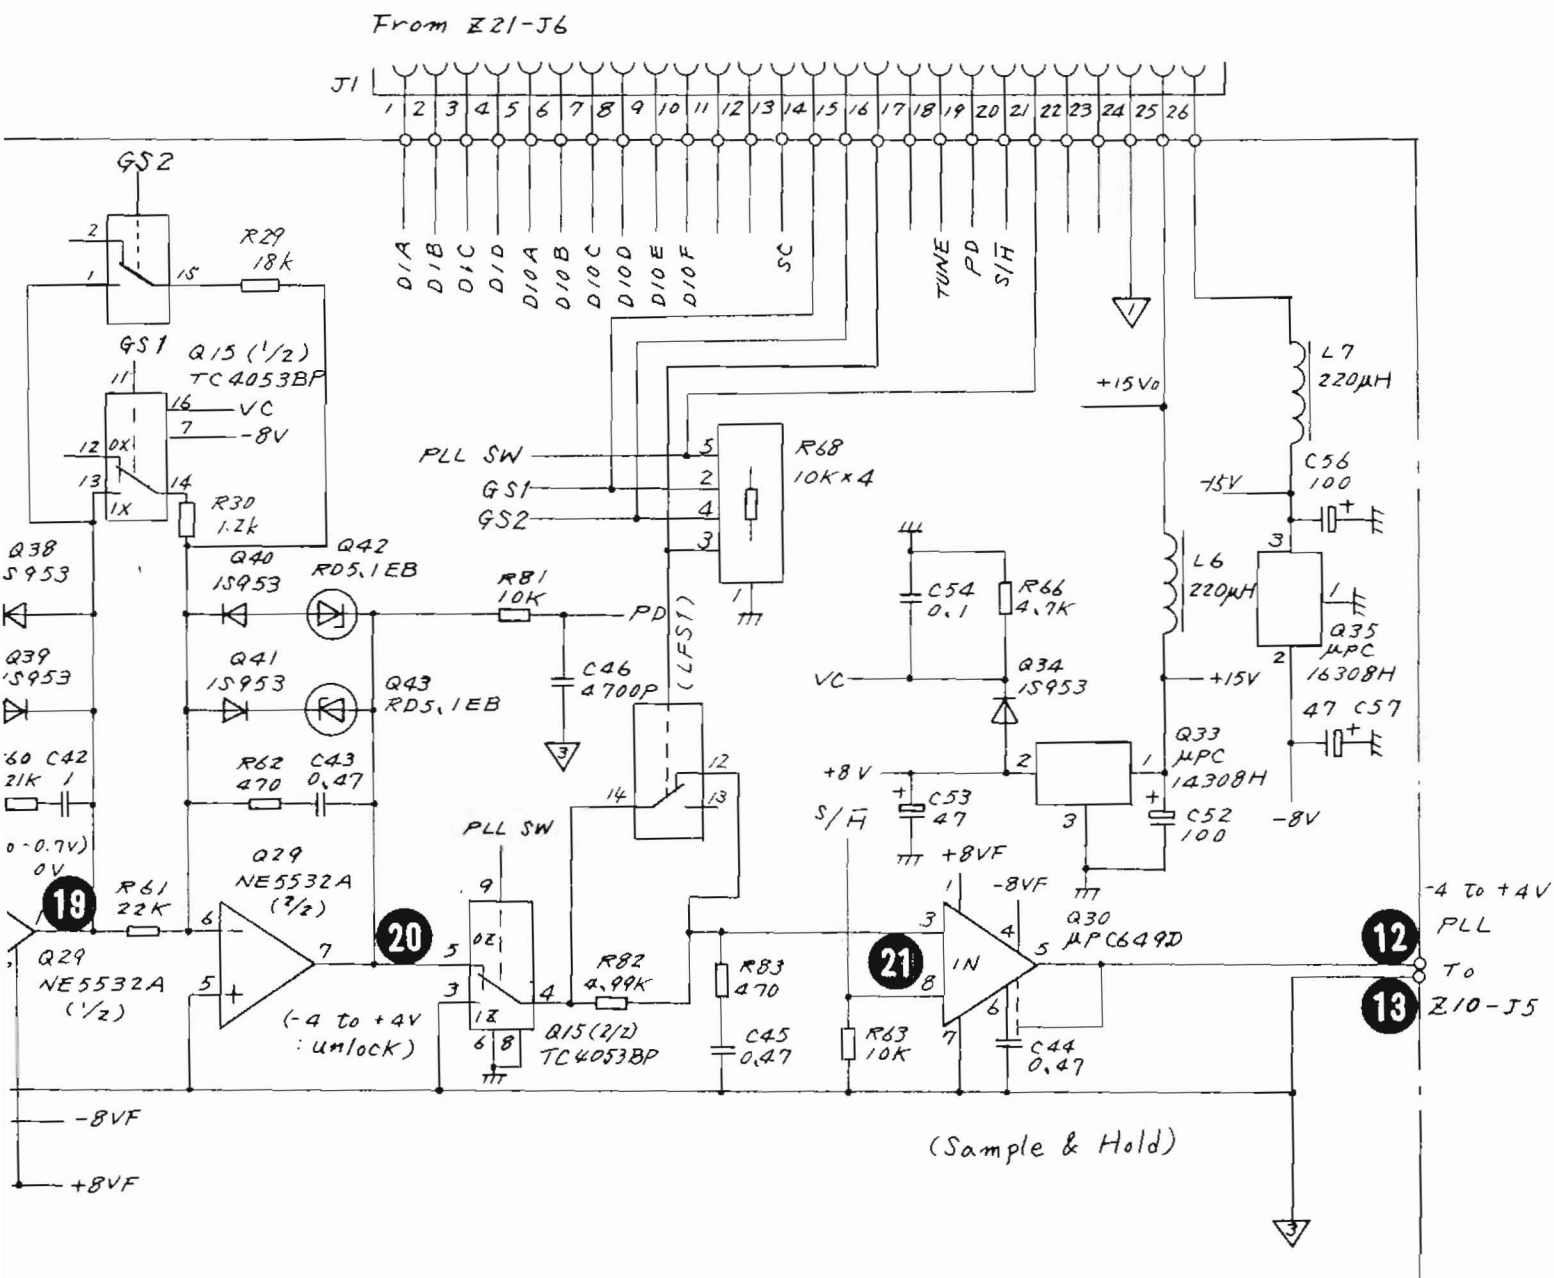 From Z21-J6
J1
1 2 3 4 5 6 7 8 9 10 11 12 13 14 15 16 17 18 19 20 21 22 23 24 25 26
D1A D1B D1C D1D D10A D10B D10C D10D D10E D10F SC TUNE PD S/H̅
GS2
2
1
15
R29
18K
GS1
11
Q15 (1/2)
TC4053BP
16
VC
7
-8V
12
0X
13
14
1X
R30
1.2K
PLL SW
5
GS1
2
GS2
4
3
1
R68
10K×4
(LFS1)
1
+15V0
L7
220μH
C56
100
+
-15V
3
1
Q35
μPC
16308H
2
47 C57
+
-8V
L6
220μH
C54
0.1
R66
4.7K
VC
Q34
1S953
+15V
Q33
μPC
14308H
+8V
2
1
3
+
C53
47
+
C52
100
Q38
S953
Q40
1S953
Q42
RD5.1EB
R81
10K
PD
Q39
1S953
Q41
1S953
Q43
RD5.1EB
C46
4700P
3
60 C42
21K 1
R62
470
C43
0.47
12
14
13
PLL SW
9
S/H̅
+8VF
-8VF
0-0.7V)
0V
19
R61
22K
Q29
NE5532A
(2/2)
6
-
5
+
7
20
Q29
NE5532A
(1/2)
(-4 to +4V
: unlock)
5
0Z
3
1Z
4
6 8
Q15(2/2)
TC4053BP
R82
4.99K
R83
470
C45
0.47
21
3
1
4
IN
8
5
6
7
Q30
μPC649D
R63
10K
C44
0.47
-4 to +4V
12
PLL
TO
13
Z10-J5
-8VF
+8VF
(Sample & Hold)
3